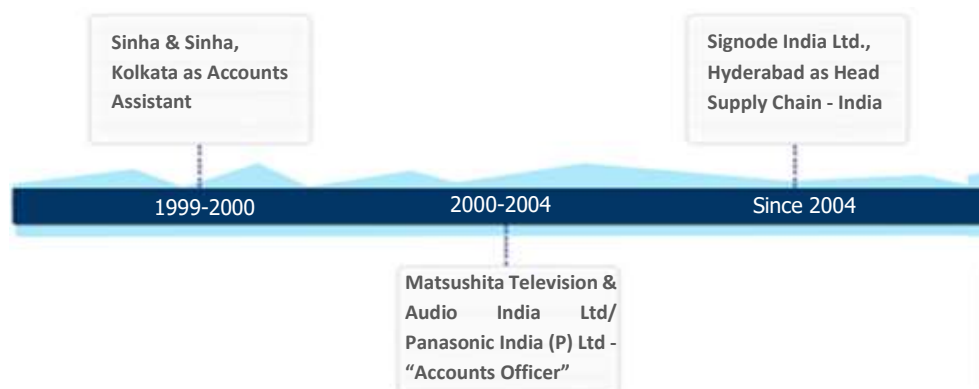 Sinha & Sinha,
Kolkata as Accounts
Assistant
Signode India Ltd.,
Hyderabad as Head
Supply Chain - India
1999-2000
2000-2004
Since 2004
Matsushita Television &
Audio India Ltd/
Panasonic India (P) Ltd -
“Accounts Officer”